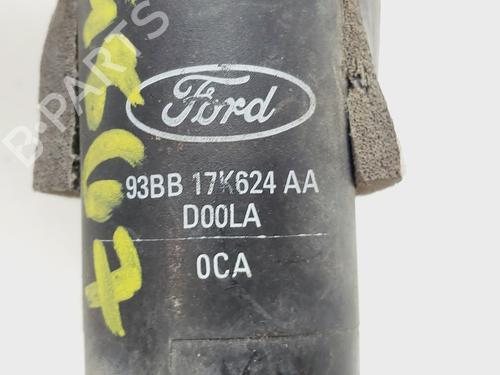 Ford
93BB 17K624 AA
D00LA
0CA
B-PARTS